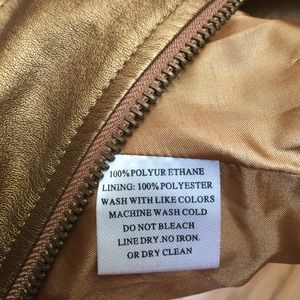 100% POLYUR ETHANE
LINING: 100% POLYESTER
WASH WITH LIKE COLORS
MACHINE WASH COLD
DO NOT BLEACH
LINE DRY.NO IRON.
OR DRY CLEAN